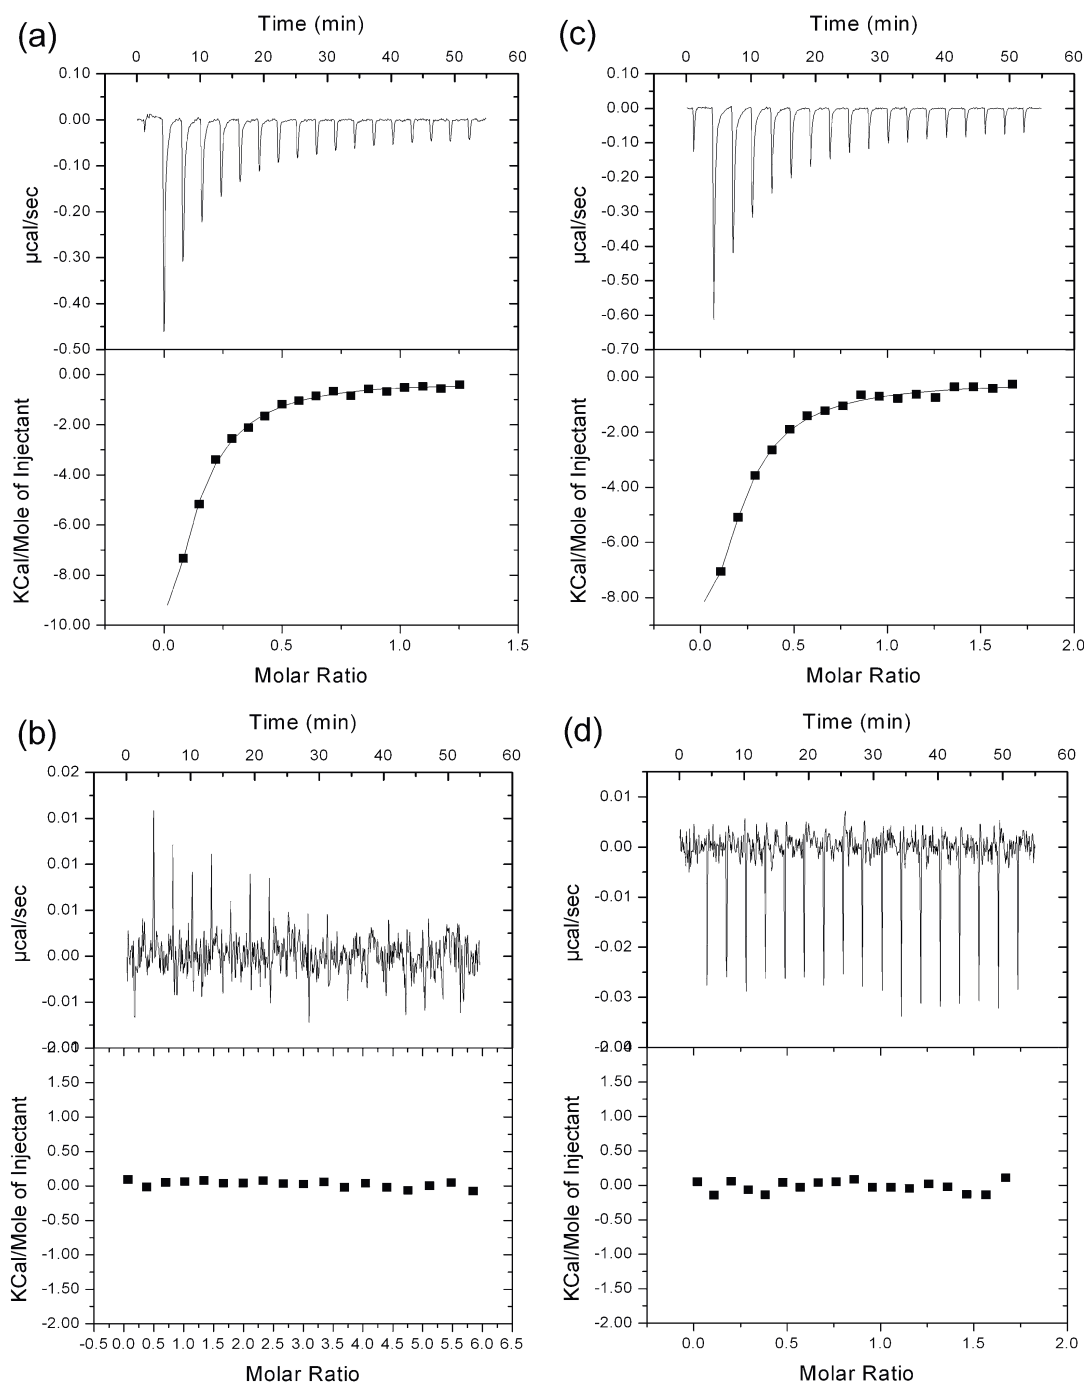 (a)
Time (min)
0 10 20 30 40 50 60
0.10
0.00
-0.10
-0.20
-0.30
-0.40
-0.50
µcal/sec
0.00
-2.00
-4.00
-6.00
-8.00
-10.00
KCal/Mole of Injectant
0.0 0.5 1.0 1.5
Molar Ratio
(c)
Time (min)
0 10 20 30 40 50 60
0.10
0.00
-0.10
-0.20
-0.30
-0.40
-0.50
-0.60
-0.70
µcal/sec
0.00
-2.00
-4.00
-6.00
-8.00
KCal/Mole of Injectant
0.0 0.5 1.0 1.5 2.0
Molar Ratio
(b)
Time (min)
0 10 20 30 40 50 60
0.02
0.01
0.01
0.01
0.00
-0.01
µcal/sec
1.50
1.00
0.50
0.00
-0.50
-1.00
-1.50
-2.00
KCal/Mole of Injectant
-0.5 0.0 0.5 1.0 1.5 2.0 2.5 3.0 3.5 4.0 4.5 5.0 5.5 6.0 6.5
Molar Ratio
(d)
Time (min)
0 10 20 30 40 50 60
0.01
0.00
-0.01
-0.02
-0.03
µcal/sec
1.50
1.00
0.50
0.00
-0.50
-1.00
-1.50
-2.00
KCal/Mole of Injectant
0.0 0.5 1.0 1.5 2.0
Molar Ratio